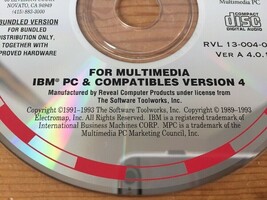 BUNDLED VERSION
NOVATO, CA 94949
(415) 883-3000
FOR BUNDLED
DISTRIBUTION ONLY.
TOGETHER WITH
Multimedia PC
COMPACT
disc
DIGITAL AUDIO
RVL 13-004-0
VER A 4.0.
FOR MULTIMEDIA
IBM® PC & COMPATIBLES VERSION 4
Manufactured by Reveal Computer Products under license from
The Software Toolworks, Inc.
Copyright ©1991–1993 The Software Toolworks, Inc. Copyright © 1989–1993
Electromap, Inc. All Rights Reserved. IBM is a registered trademark of
International Business Machines CORP. MPC is a trademark of the
Multimedia PC Marketing Council, Inc.